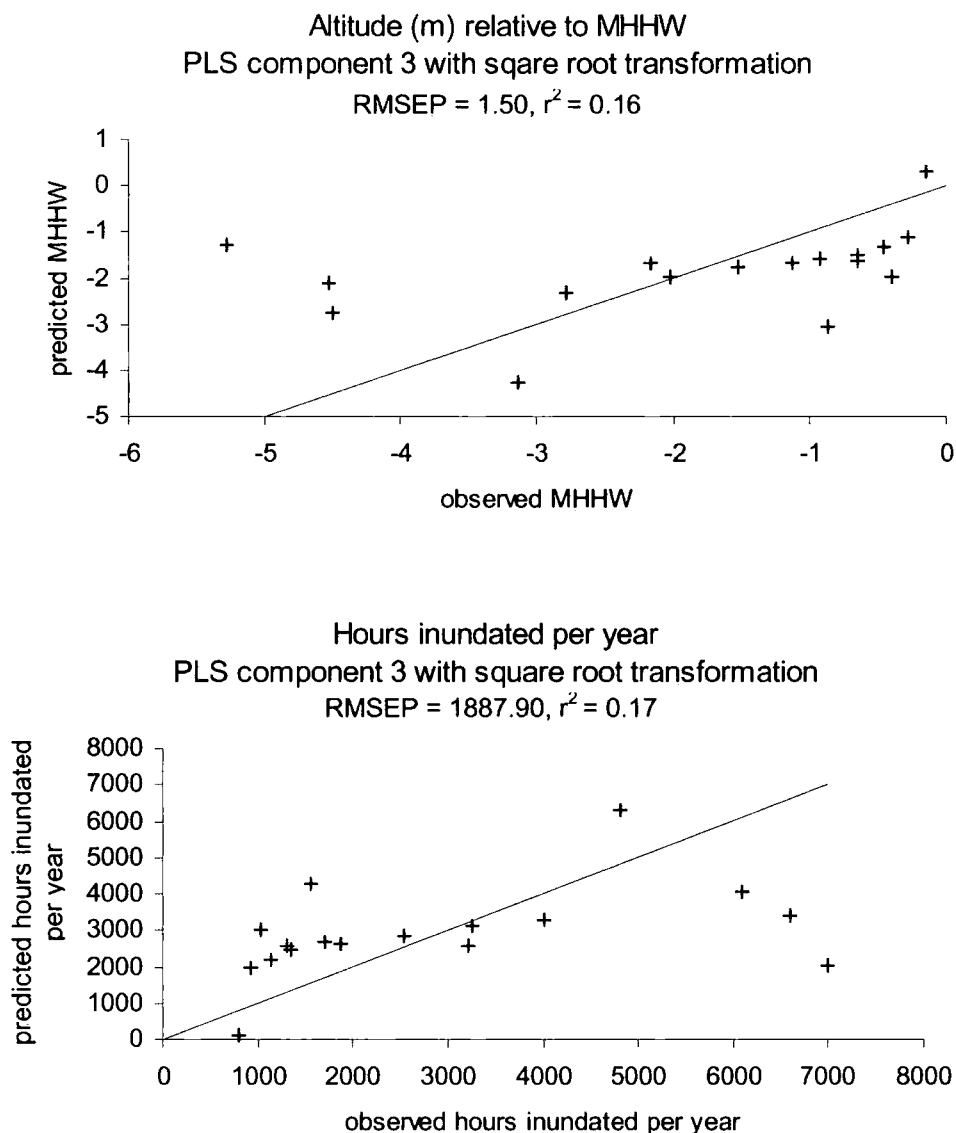 Altitude (m) relative to MHHW
PLS component 3 with sqare root transformation
RMSEP = 1.50, r² = 0.16
1
0
-1
-2
-3
-4
-5
predicted MHHW
-6 -5 -4 -3 -2 -1 0
observed MHHW
Hours inundated per year
PLS component 3 with square root transformation
RMSEP = 1887.90, r² = 0.17
8000
7000
6000
5000
4000
3000
2000
1000
0
predicted hours inundated
per year
0 1000 2000 3000 4000 5000 6000 7000 8000
observed hours inundated per year